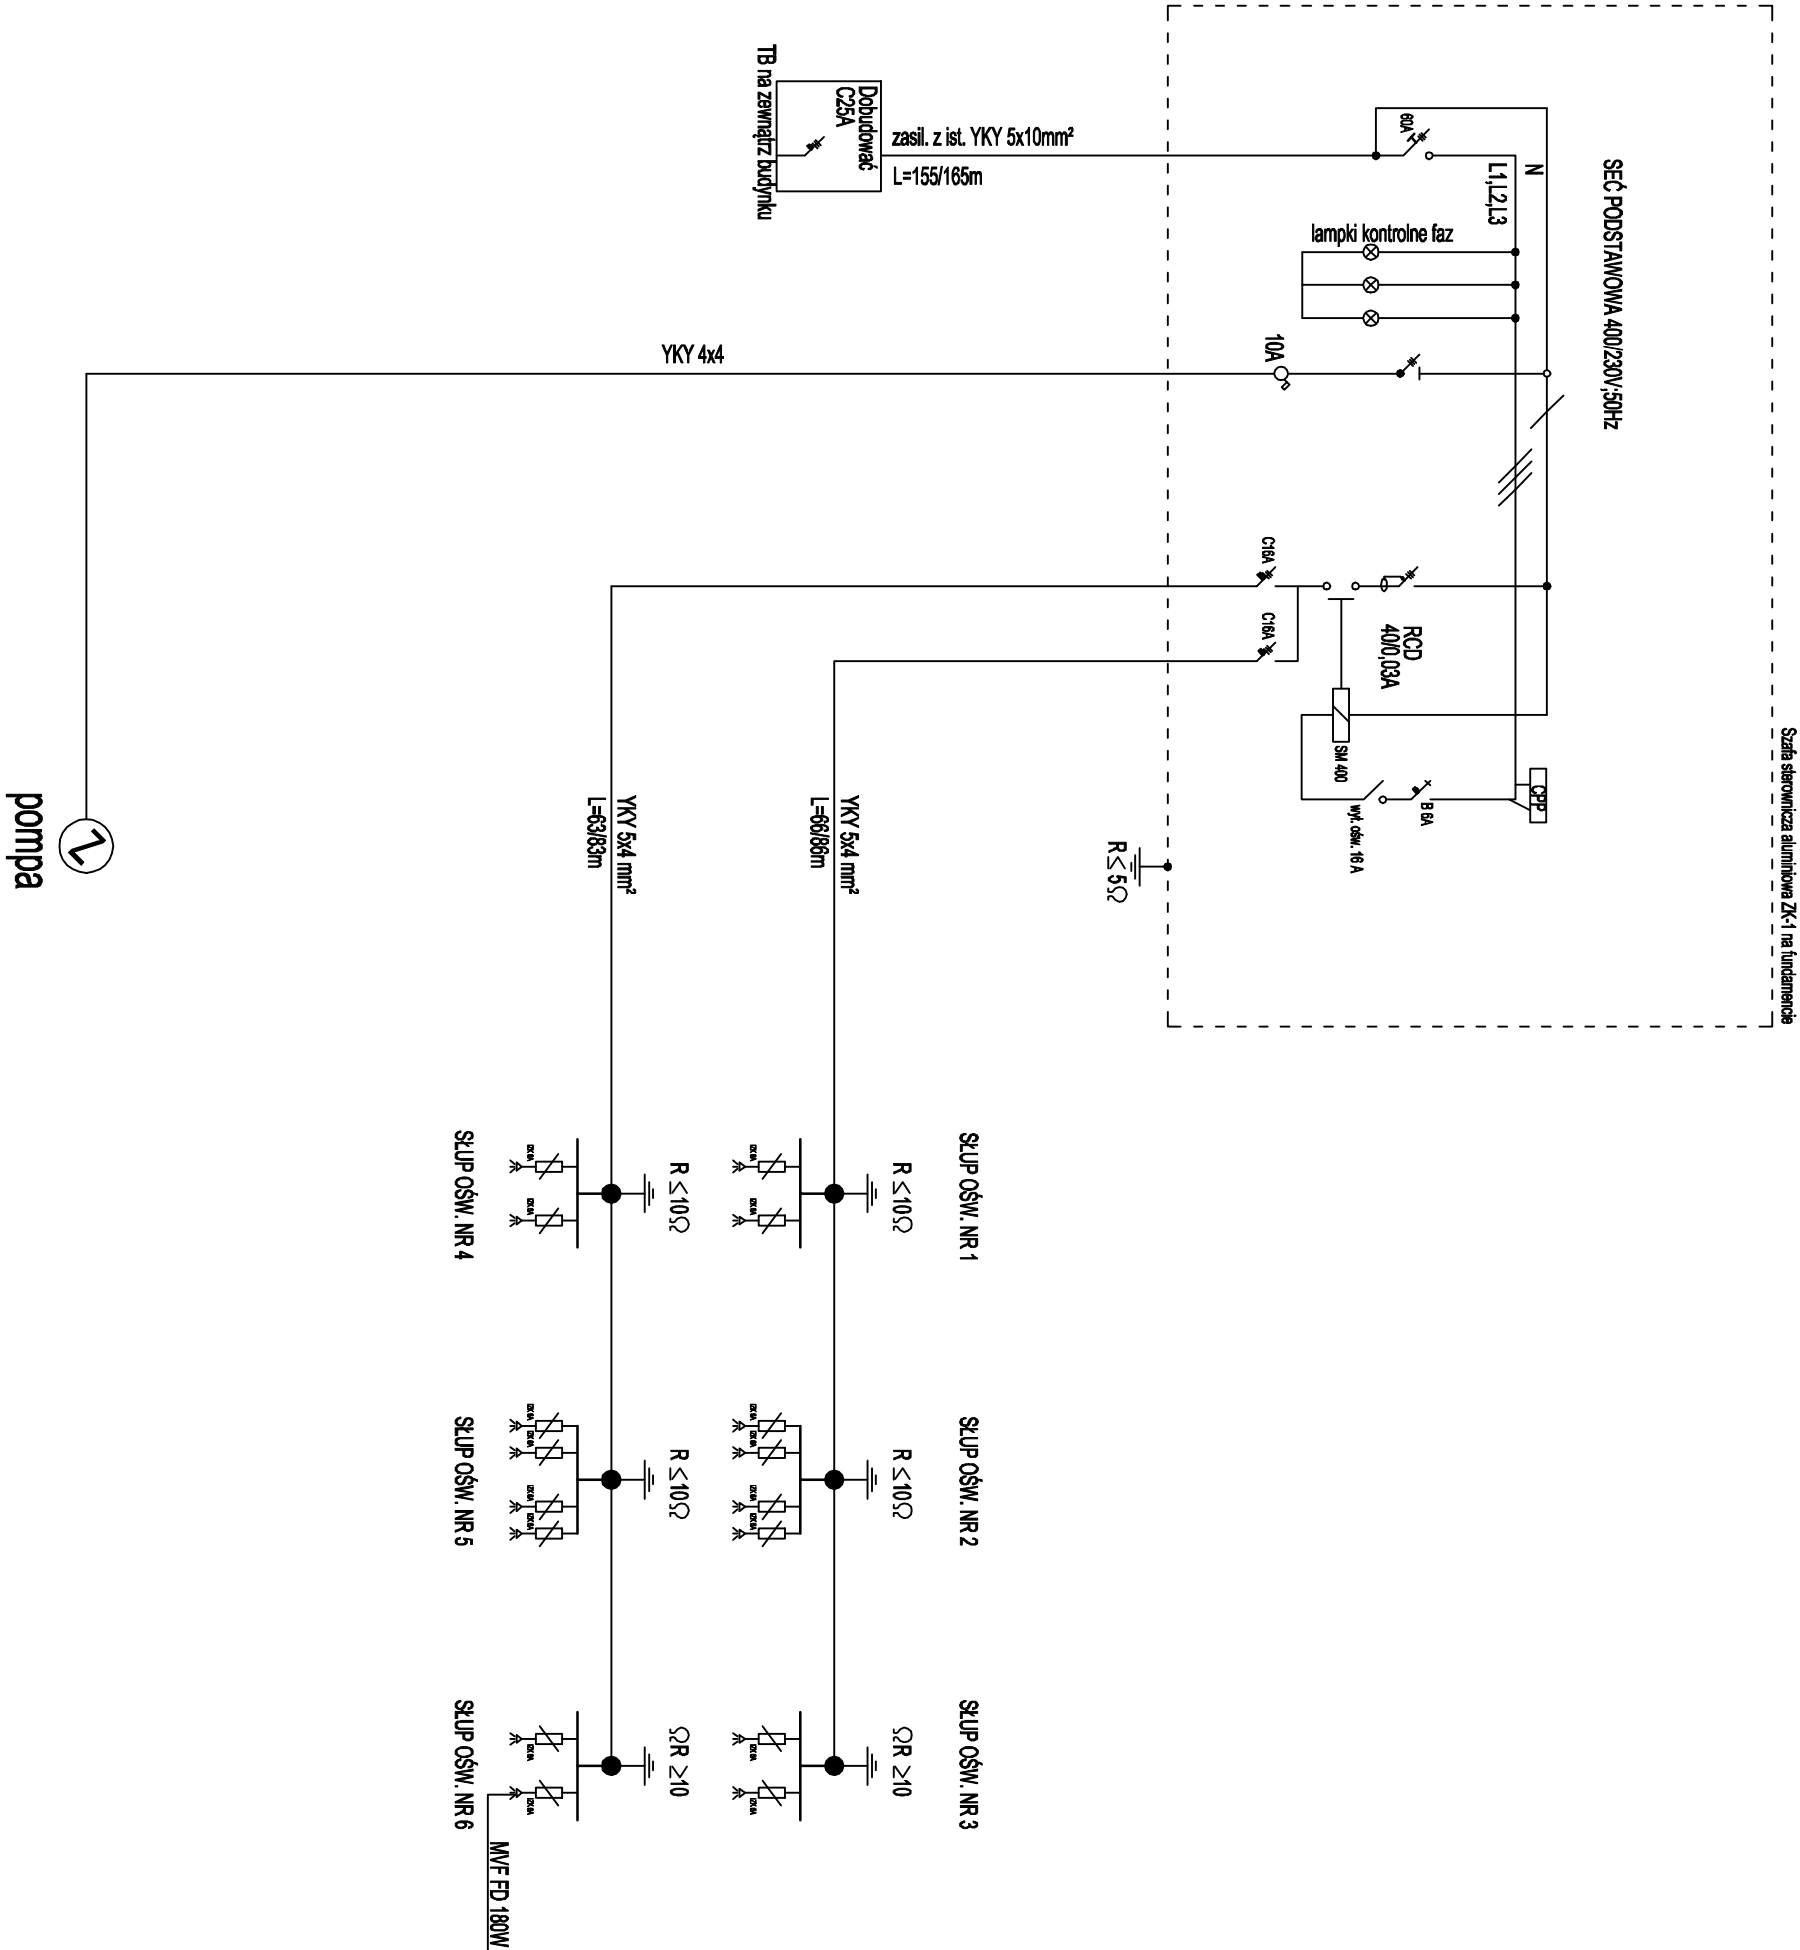 Szafa sterownicza aluminiowa ZK-1 na fundamencie
SEĆ PODSTAWOWA 400/230V;50Hz
N
L1,L2,L3
60A
lampki kontrolne faz
10A
RCD
40/0,03A
C16A
C16A
SM 400
CPP
B 6A
wył. ośw. 16 A
R ≤ 5Ω
zasil. z ist. YKY 5x10mm²
L=155/165m
Dobudować
C25A
TB na zewnątrz budynku
YKY 4x4
pompa
YKY 5x4 mm²
L=66/86m
YKY 5x4 mm²
L=63/83m
SŁUP OŚW. NR 1
R ≤10Ω
SŁUP OŚW. NR 2
R ≤10Ω
SŁUP OŚW. NR 3
ΩR ≥10
R ≤10Ω
SŁUP OŚW. NR 4
R ≤10Ω
SŁUP OŚW. NR 5
ΩR ≥10
SŁUP OŚW. NR 6
MVF FD 180W